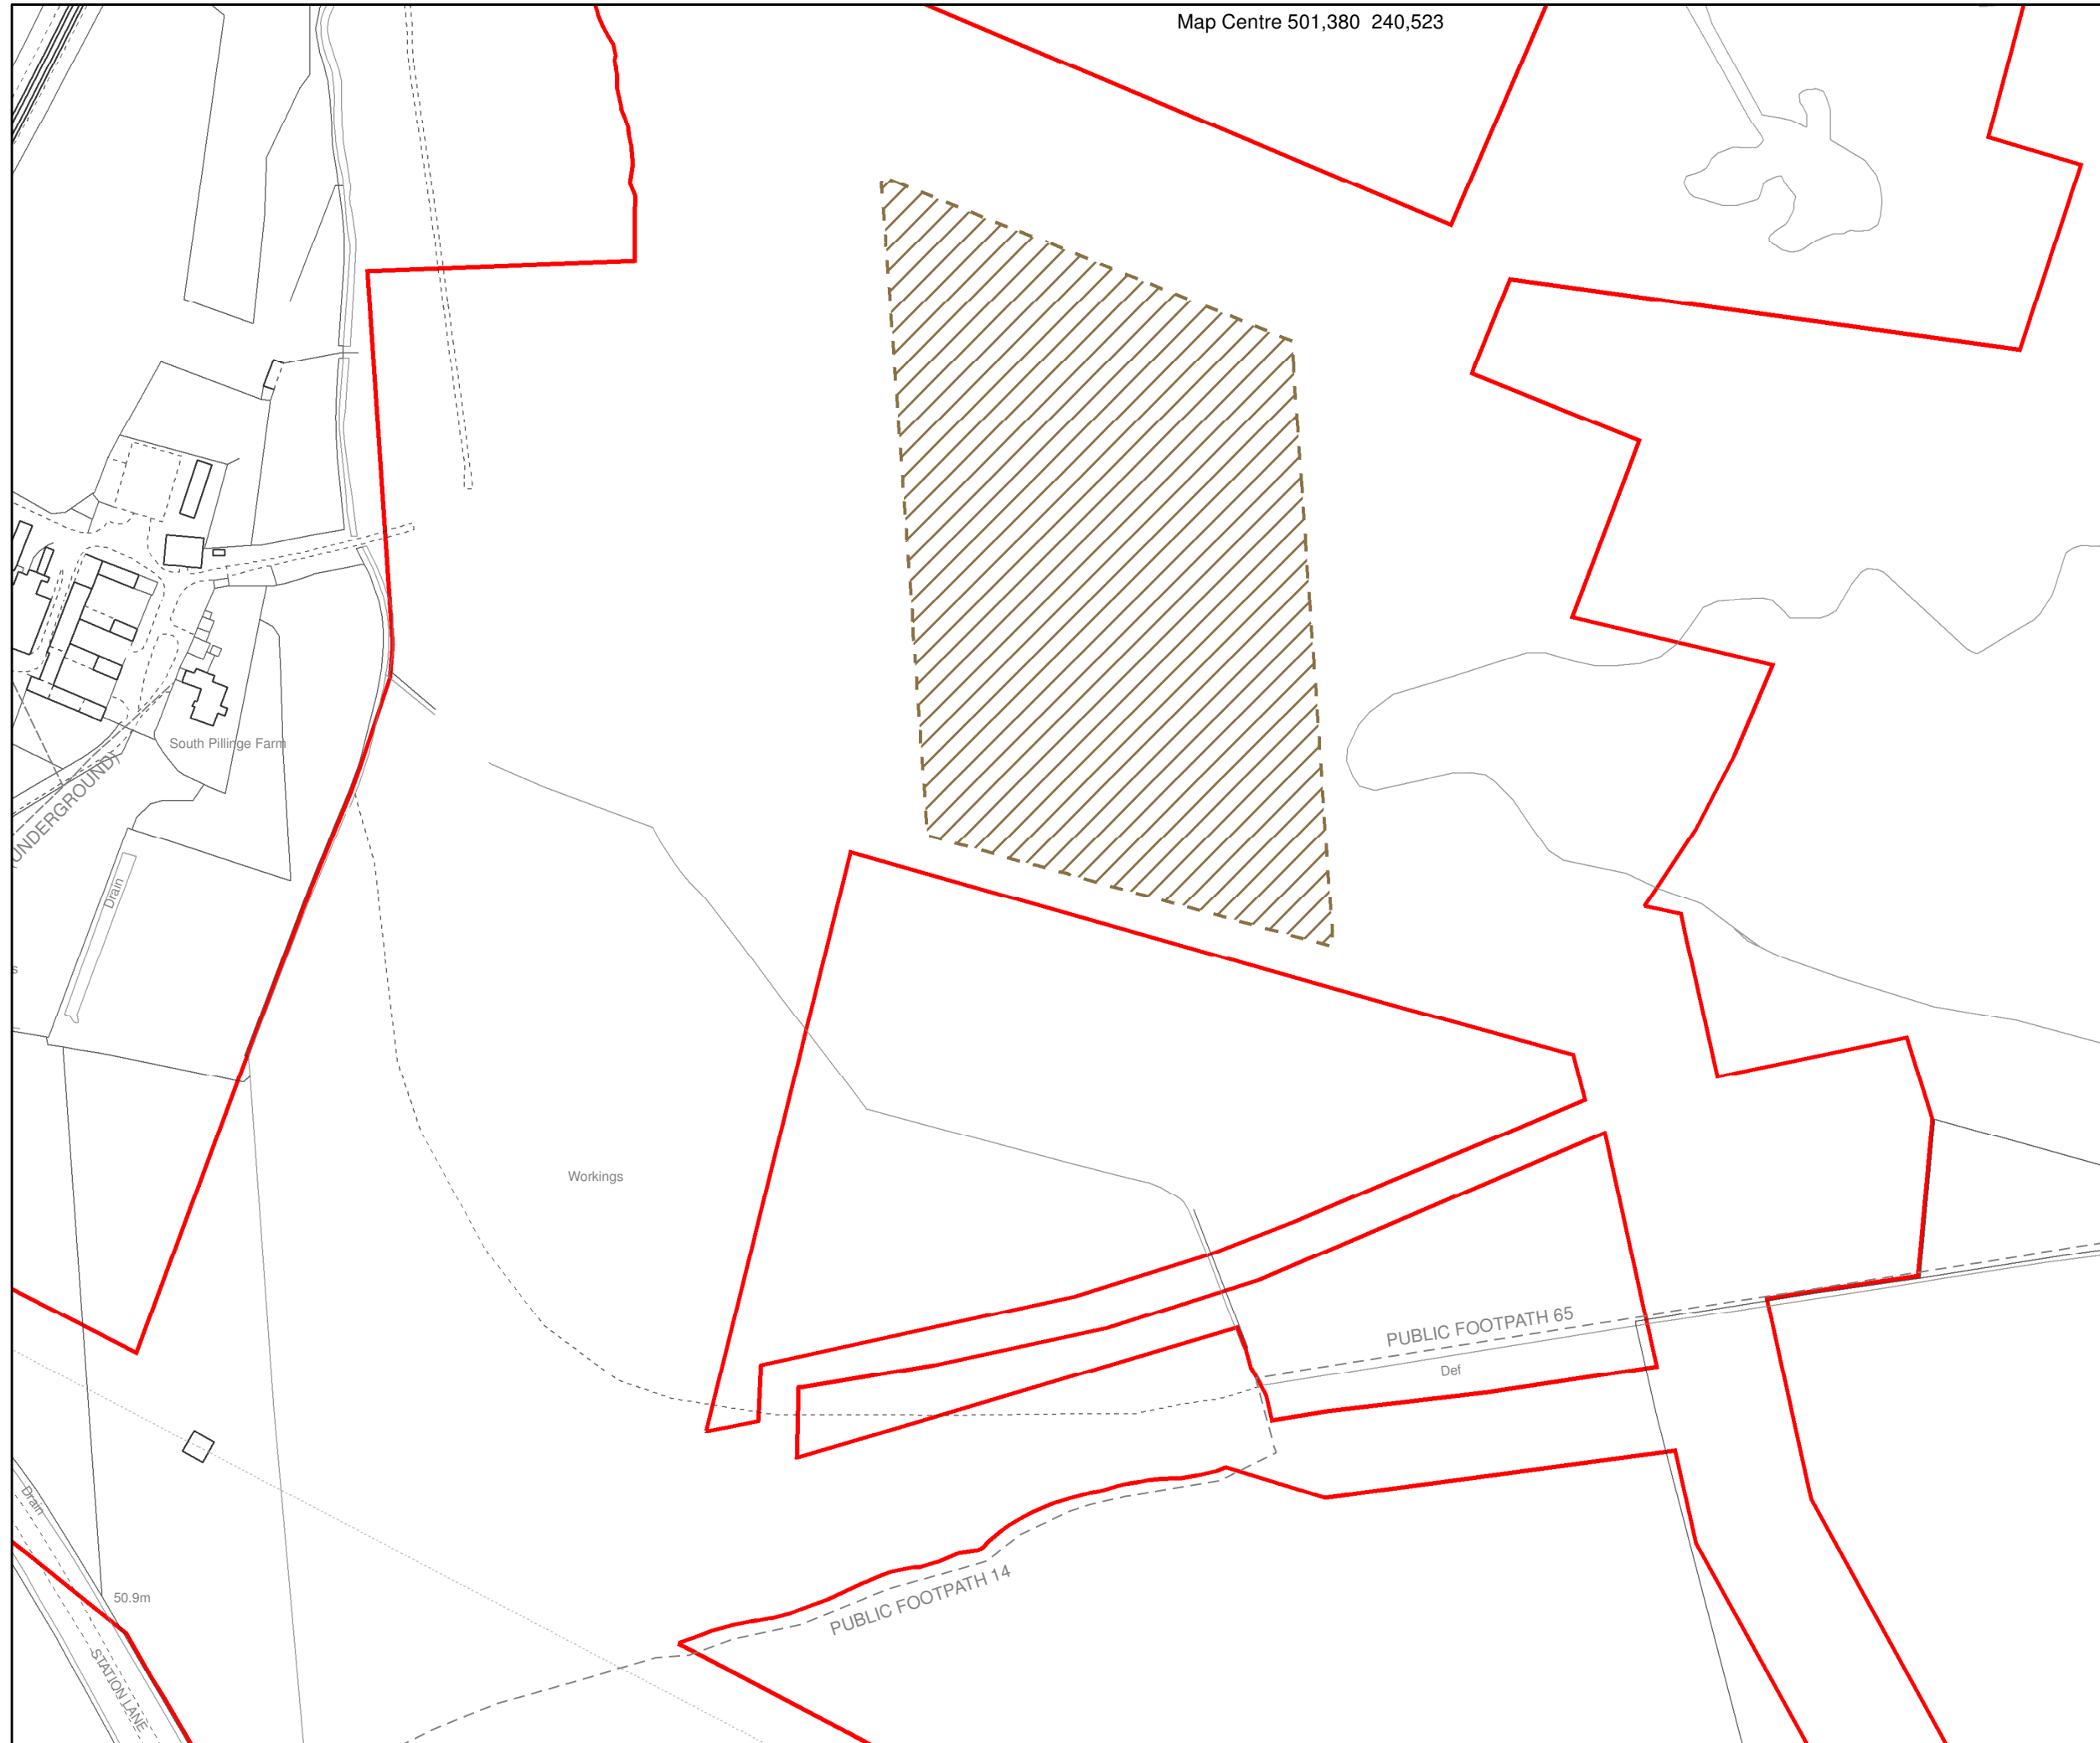 Map Centre 501,380 240,523
South Pillinge Farm
UNDERGROUND)
Drain
s
Workings
PUBLIC FOOTPATH 65
Def
Drain
PUBLIC FOOTPATH 14
50.9m
STATION LANE